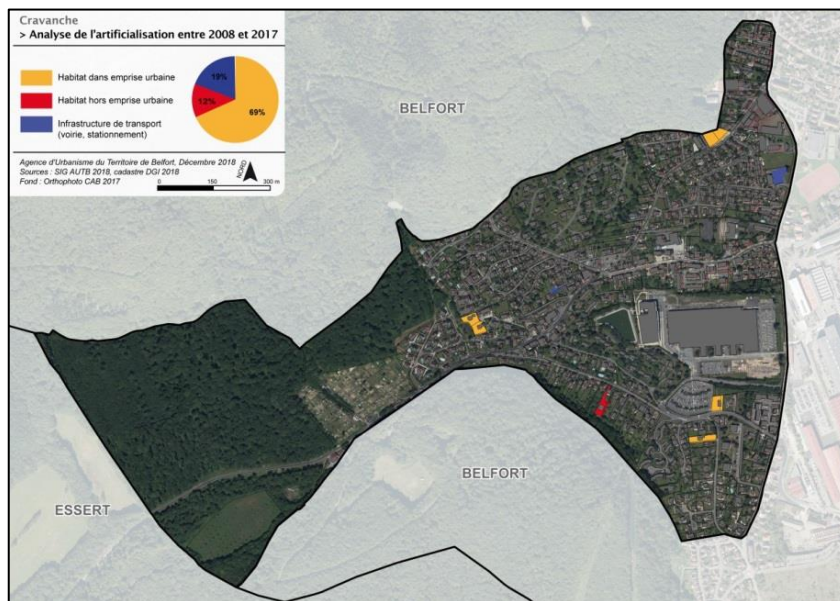 Cravanche
> Analyse de l'artificialisation entre 2008 et 2017
Habitat dans emprise urbaine
Habitat hors emprise urbaine
Infrastructure de transport
(voirie, stationnement)
19%
12%
69%
Agence d'Urbanisme du Territoire de Belfort, Décembre 2018
Sources : SIG AUTB 2018, cadastre DGI 2018
Fond : Orthophoto CAB 2017
NORD
0 150 300 m
BELFORT
BELFORT
ESSERT